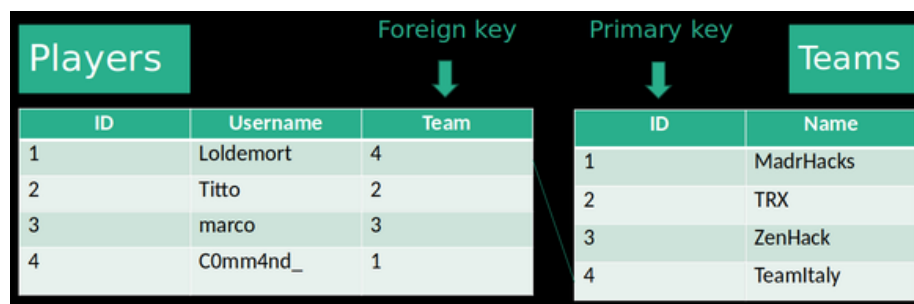 Players
Foreign key
Primary key
Teams
ID Username Team
1 Loldemort 4
2 Titto 2
3 marco 3
4 C0mm4nd_ 1
ID Name
1 MadrHacks
2 TRX
3 ZenHack
4 TeamItaly